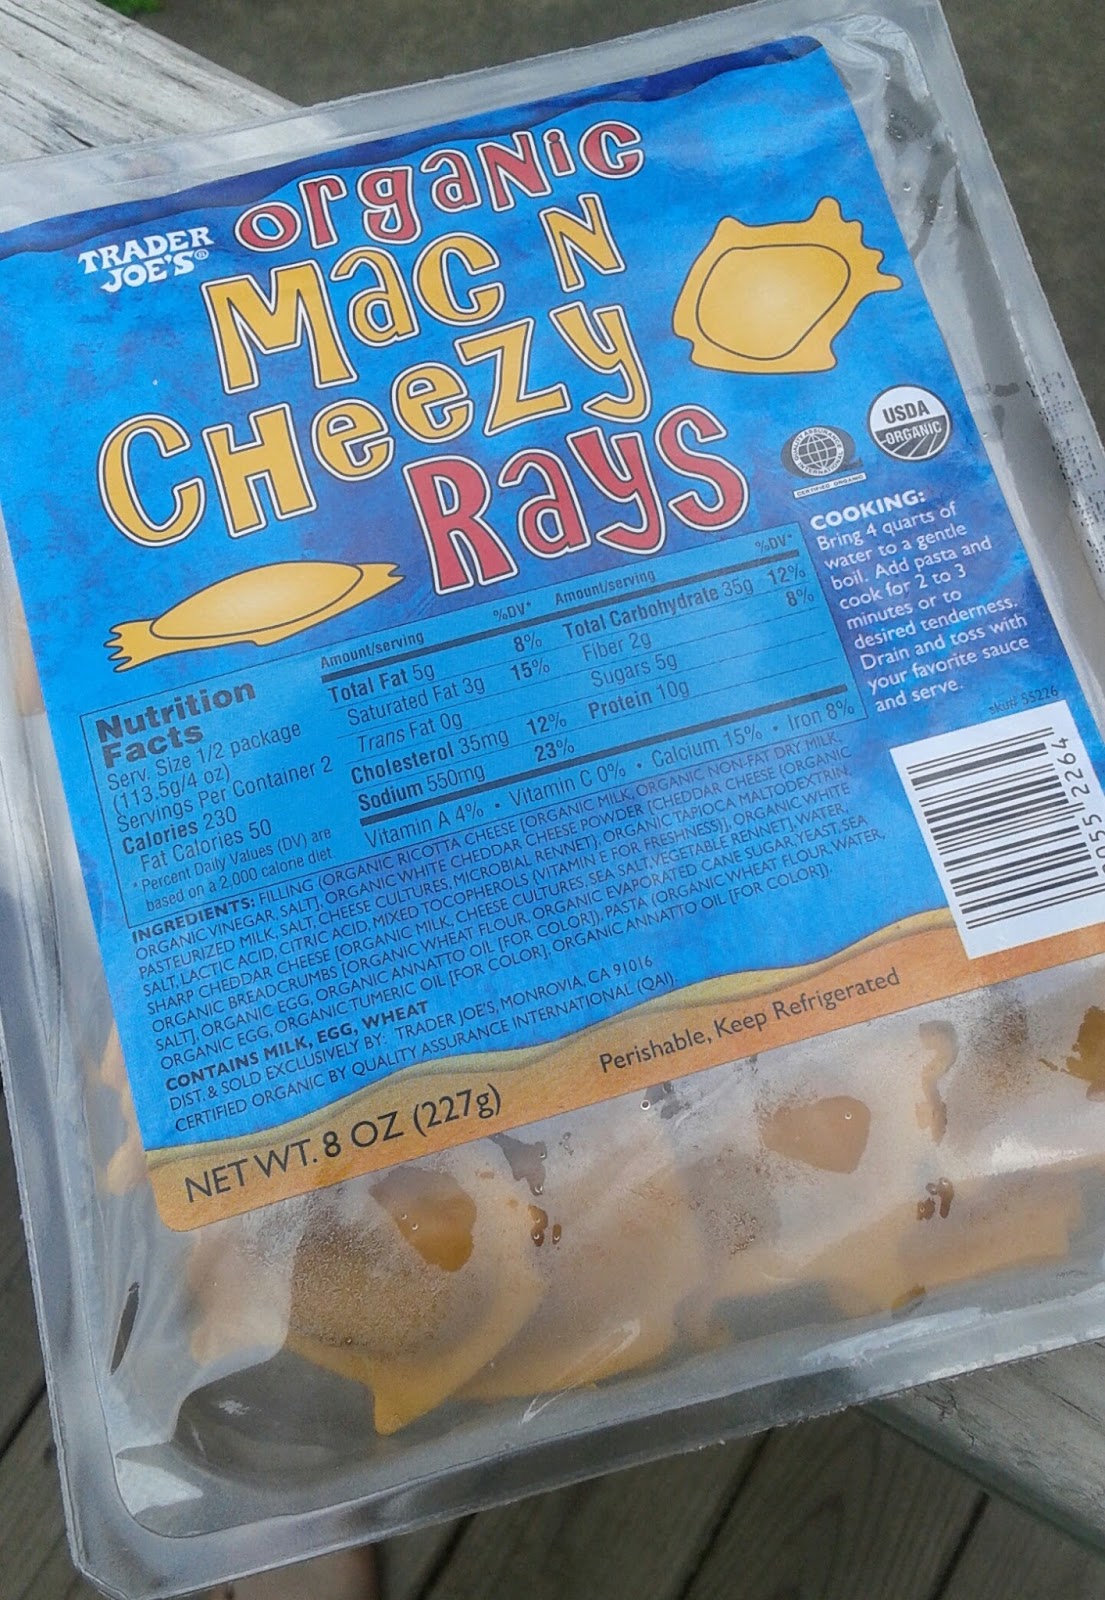 TRADER
JOE'S®
organic
Mac N
CHeezy
Rays
USDA
ORGANIC
QUALITY ASSURANCE
INTERNATIONAL
CERTIFIED ORGANIC
COOKING:
Bring 4 quarts of
water to a gentle
boil. Add pasta and
cook for 2 to 3
minutes or to
desired tenderness.
Drain and toss with
your favorite sauce
and serve.
Nutrition
Facts
Serv. Size 1/2 package
(113.5g/4 oz)
Servings Per Container 2
Calories 230
Fat Calories 50
*Percent Daily Values (DV) are
based on a 2,000 calorie diet.
Amount/serving %DV*
Total Fat 5g 8%
Saturated Fat 3g 15%
Trans Fat 0g
Cholesterol 35mg 12%
Sodium 550mg 23%
Amount/serving %DV*
Total Carbohydrate 35g 12%
Fiber 2g 8%
Sugars 5g
Protein 10g
Vitamin A 4% • Vitamin C 0% • Calcium 15% • Iron 8%
INGREDIENTS: FILLING (ORGANIC RICOTTA CHEESE [ORGANIC MILK, ORGANIC NON-FAT DRY MILK,
ORGANIC VINEGAR, SALT], ORGANIC WHITE CHEDDAR CHEESE POWDER [CHEDDAR CHEESE [ORGANIC
PASTEURIZED MILK, SALT, CHEESE CULTURES, MICROBIAL RENNET], ORGANIC TAPIOCA MALTODEXTRIN,
SALT, LACTIC ACID, CITRIC ACID, MIXED TOCOPHEROLS (VITAMIN E FOR FRESHNESS)], ORGANIC WHITE
SHARP CHEDDAR CHEESE [ORGANIC MILK, CHEESE CULTURES, SEA SALT, VEGETABLE RENNET], WATER,
ORGANIC BREADCRUMBS [ORGANIC WHEAT FLOUR, ORGANIC EVAPORATED CANE SUGAR, YEAST, SEA
SALT], ORGANIC EGG, ORGANIC ANNATTO OIL [FOR COLOR]), PASTA (ORGANIC WHEAT FLOUR, WATER,
ORGANIC EGG, ORGANIC TUMERIC OIL [FOR COLOR], ORGANIC ANNATTO OIL [FOR COLOR]).
CONTAINS MILK, EGG, WHEAT
DIST. & SOLD EXCLUSIVELY BY: TRADER JOE'S, MONROVIA, CA 91016
CERTIFIED ORGANIC BY QUALITY ASSURANCE INTERNATIONAL (QAI).
sku# 55226
0055 2264
NET WT. 8 OZ (227g)
Perishable, Keep Refrigerated